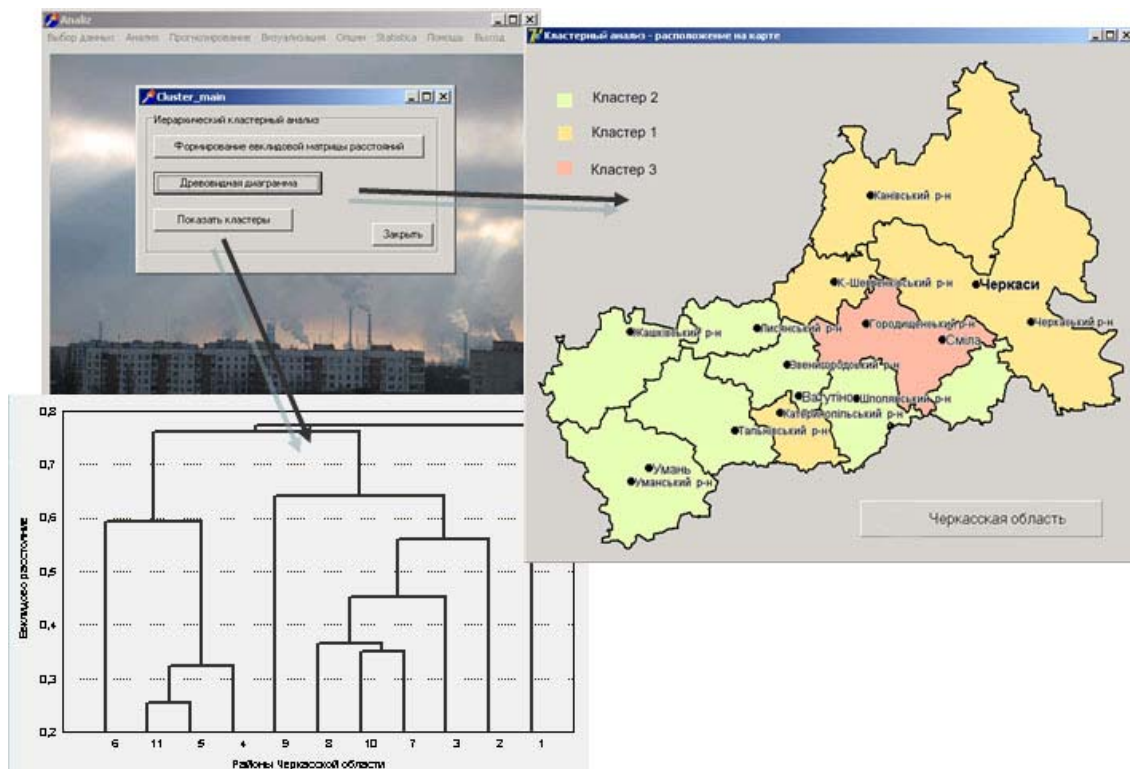 Analiz
Выбор данных Анализ Прогнозирование Визуализация Опции Statistica Помощь Выход
Cluster_main
Иерархический кластерный анализ
Формирование евклидовой матрицы расстояний
Древовидная диаграмма
Показать кластеры
Закрыть
Кластерный анализ - расположение на карте
Кластер 2
Кластер 1
Кластер 3
Канівський р-н
К.-Шевченківський р-н
Черкаси
Черкаський р-н
Городищенський р-н
Сміла
Кашківський р-н
Лисянський р-н
Звенигородський р-н
Ватутіно
Шполянський р-н
Катеринопільський р-н
Тальнівський р-н
Умань
Уманський р-н
Черкасская область
0,8
0,7
0,6
0,5
0,4
0,3
0,2
Евклидово расстояние
6 11 5 4 9 8 10 7 3 2 1
Районы Черкасской области